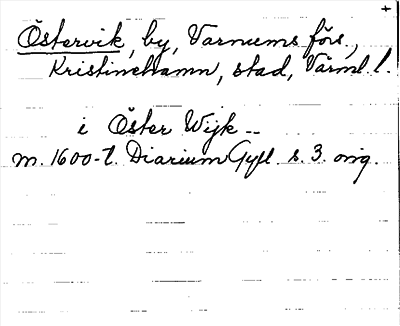 Östervik, by, Varnums förs.,
Kristinehamn, stad, Värml. l.
i Öster Wijk --
m. 1600-t. Diarium Gyll. s. 3. orig.